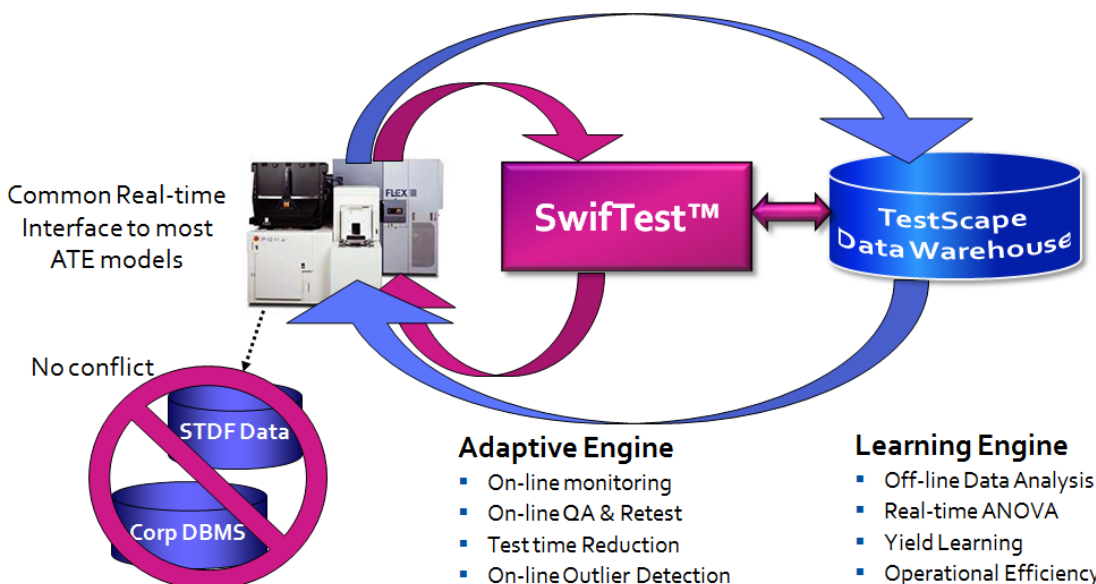 Common Real-time
Interface to most
ATE models
FLEX
SwifTest™
TestScape
Data Warehouse
No conflict
STDF Data
Corp DBMS
Adaptive Engine
▪ On-line monitoring
▪ On-line QA & Retest
▪ Test time Reduction
▪ On-line Outlier Detection
Learning Engine
▪ Off-line Data Analysis
▪ Real-time ANOVA
▪ Yield Learning
▪ Operational Efficiency